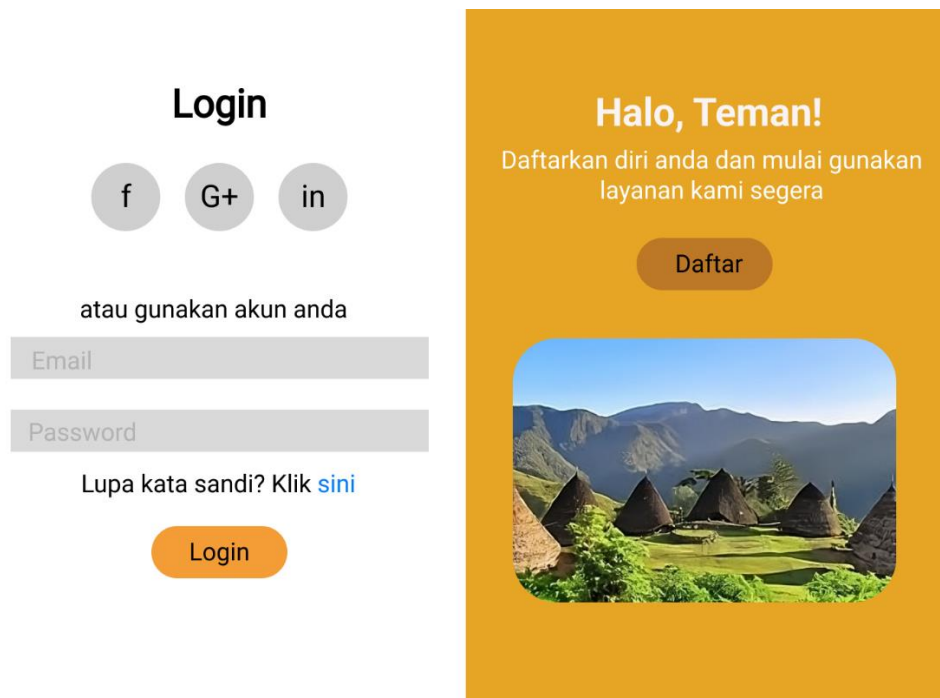 Login
f G+ in
atau gunakan akun anda
Email
Password
Lupa kata sandi? Klik sini
Login
Halo, Teman!
Daftarkan diri anda dan mulai gunakan
layanan kami segera
Daftar